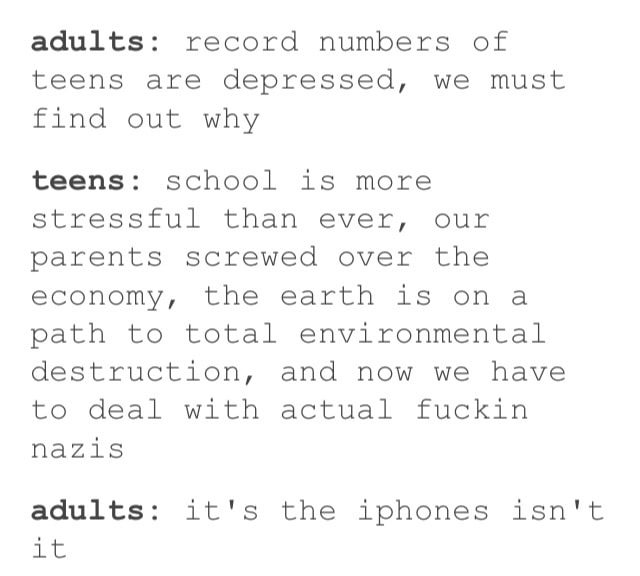 adults: record numbers of
teens are depressed, we must
find out why
teens: school is more
stressful than ever, our
parents screwed over the
economy, the earth is on a
path to total environmental
destruction, and now we have
to deal with actual fuckin
nazis
adults: it's the iphones isn't
it